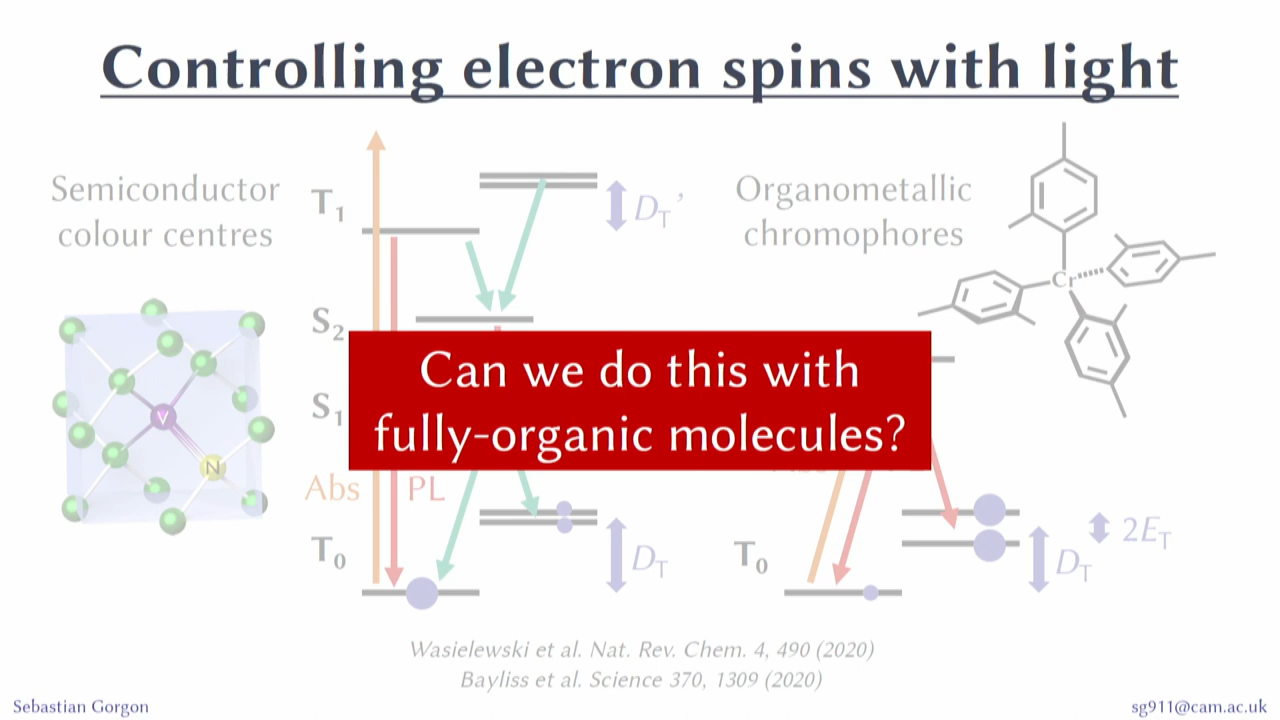 Controlling electron spins with light
Semiconductor
colour centres
T1
DT'
Organometallic
chromophores
Cr
S2
Can we do this with
fully-organic molecules?
S1
V
N
Abs
PL
T0
DT
T0
DT
2ET
Wasielewski et al. Nat. Rev. Chem. 4, 490 (2020)
Bayliss et al. Science 370, 1309 (2020)
Sebastian Gorgon
sg911@cam.ac.uk